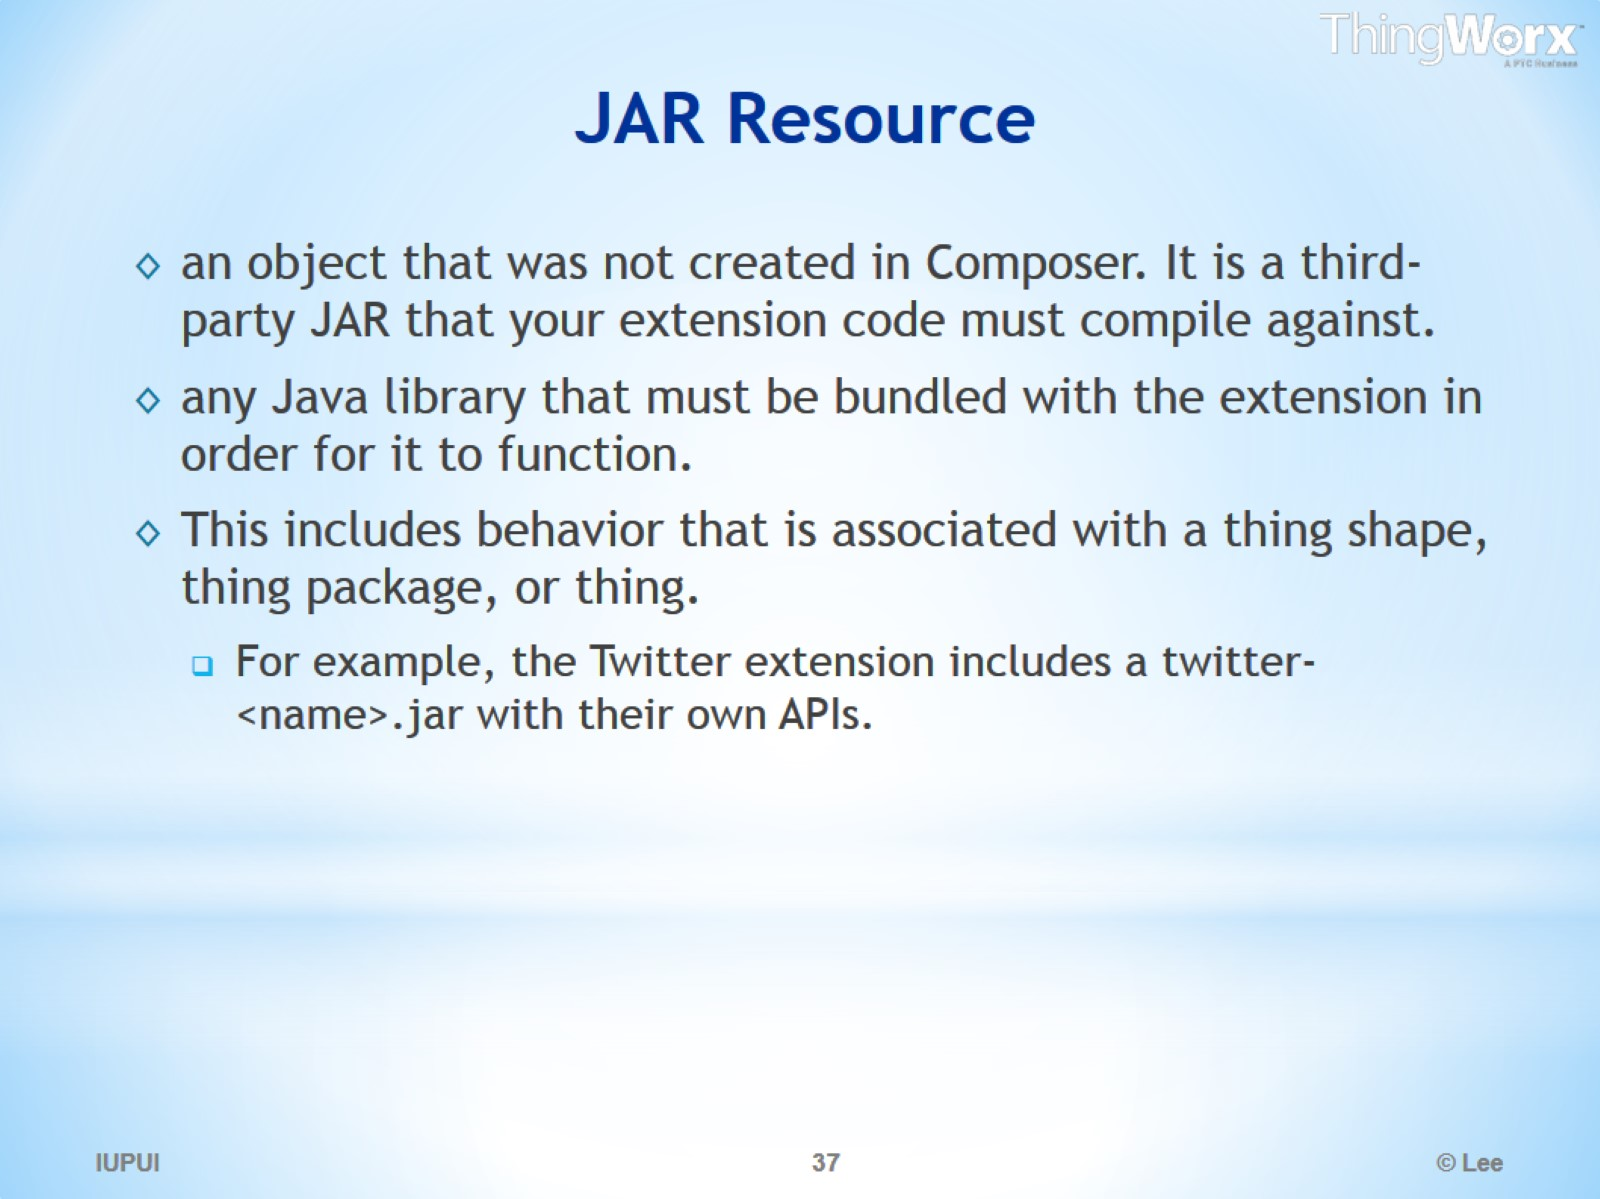 ThingWorx
A PTC Business
JAR Resource
◇ an object that was not created in Composer. It is a third-
party JAR that your extension code must compile against.
◇ any Java library that must be bundled with the extension in
order for it to function.
◇ This includes behavior that is associated with a thing shape,
thing package, or thing.
❑ For example, the Twitter extension includes a twitter-
<name>.jar with their own APIs.
IUPUI
37
© Lee